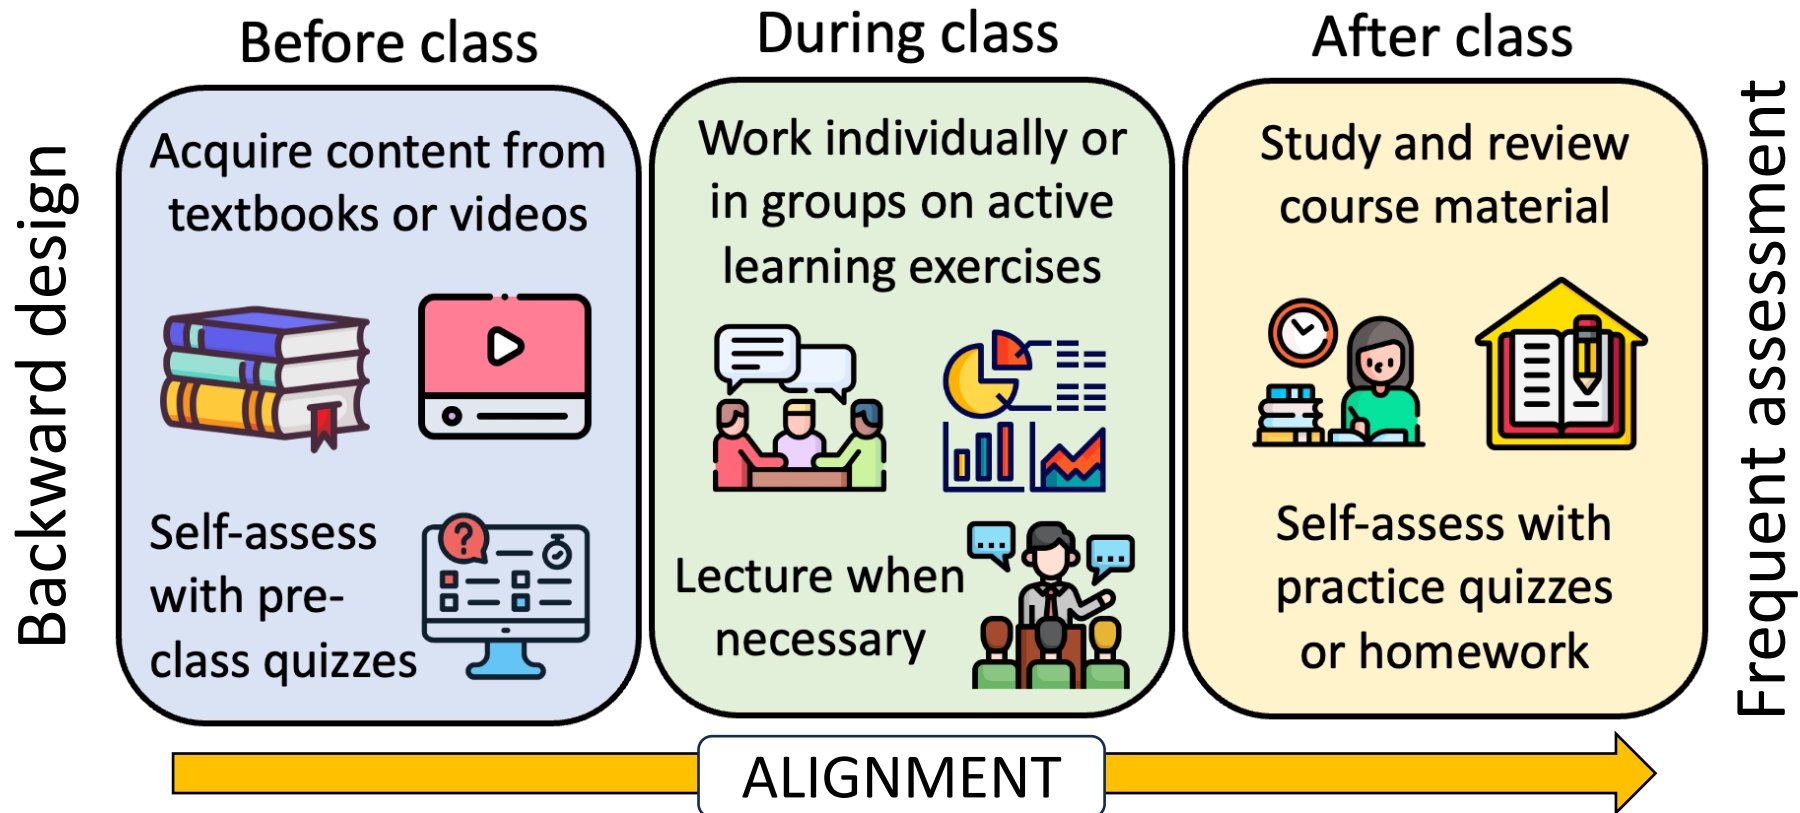 Before class
During class
After class
Backward design
Acquire content from
textbooks or videos
Self-assess
with pre-
class quizzes
Work individually or
in groups on active
learning exercises
Lecture when
necessary
Study and review
course material
Self-assess with
practice quizzes
or homework
Frequent assessment
ALIGNMENT